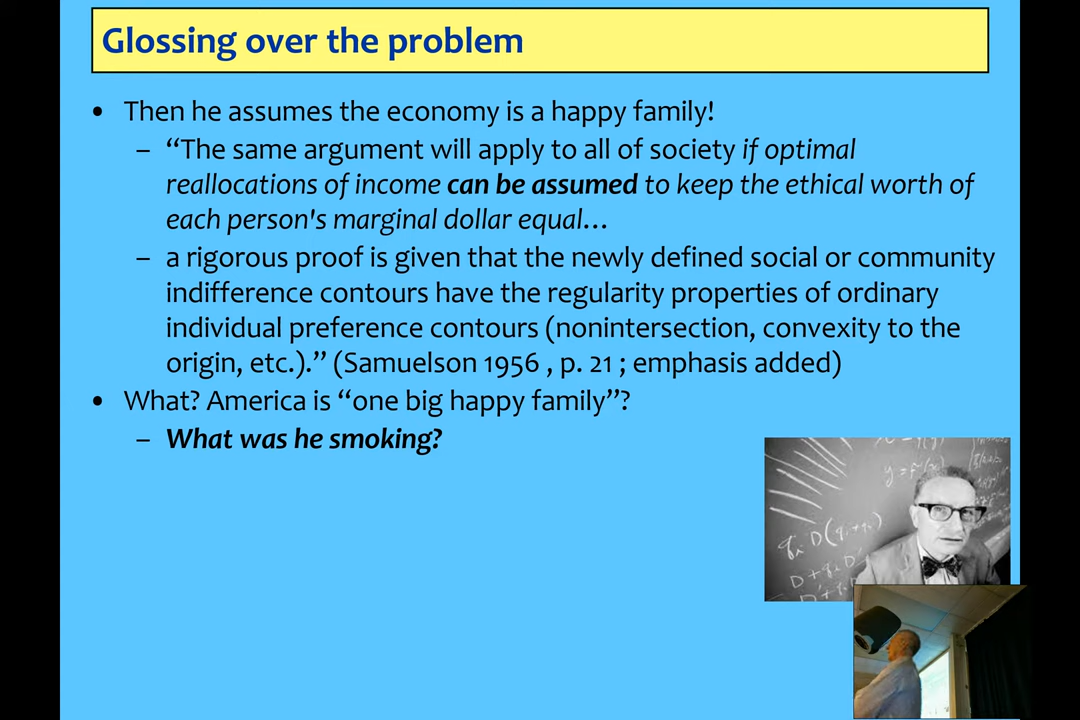 Glossing over the problem
• Then he assumes the economy is a happy family!
– “The same argument will apply to all of society if optimal
reallocations of income can be assumed to keep the ethical worth of
each person's marginal dollar equal…
– a rigorous proof is given that the newly defined social or community
indifference contours have the regularity properties of ordinary
individual preference contours (nonintersection, convexity to the
origin, etc.).” (Samuelson 1956 , p. 21 ; emphasis added)
• What? America is “one big happy family”?
– What was he smoking?